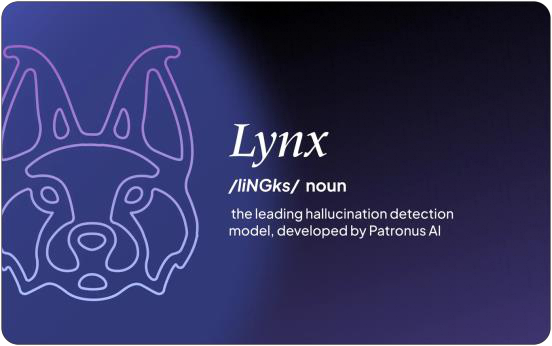 Lynx
/liNGks/ noun
the leading hallucination detection
model, developed by Patronus AI